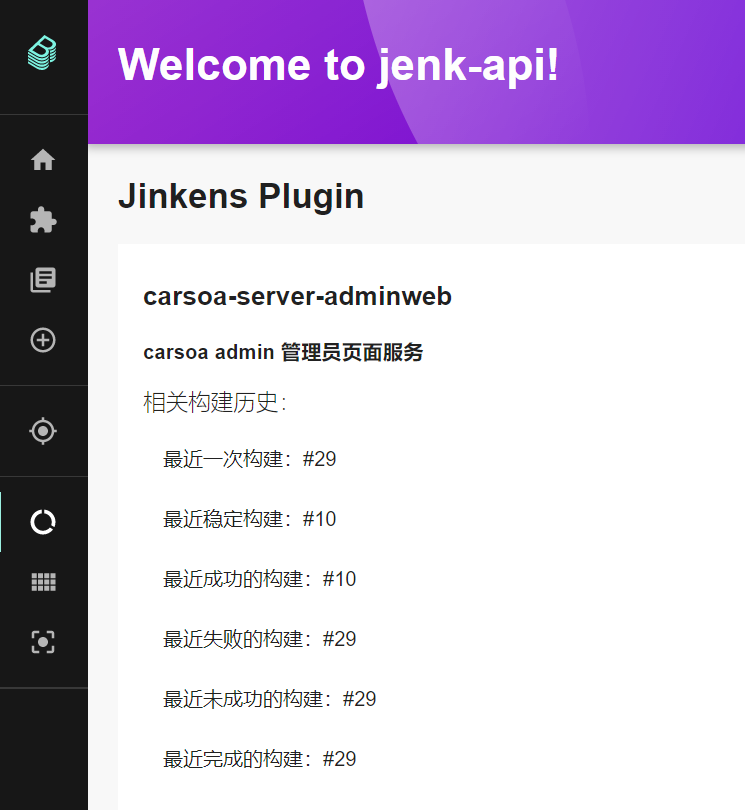 Welcome to jenk-api!
Jinkens Plugin
carsoa-server-adminweb
carsoa admin 管理员页面服务
相关构建历史：
最近一次构建：#29
最近稳定构建：#10
最近成功的构建：#10
最近失败的构建：#29
最近未成功的构建：#29
最近完成的构建：#29